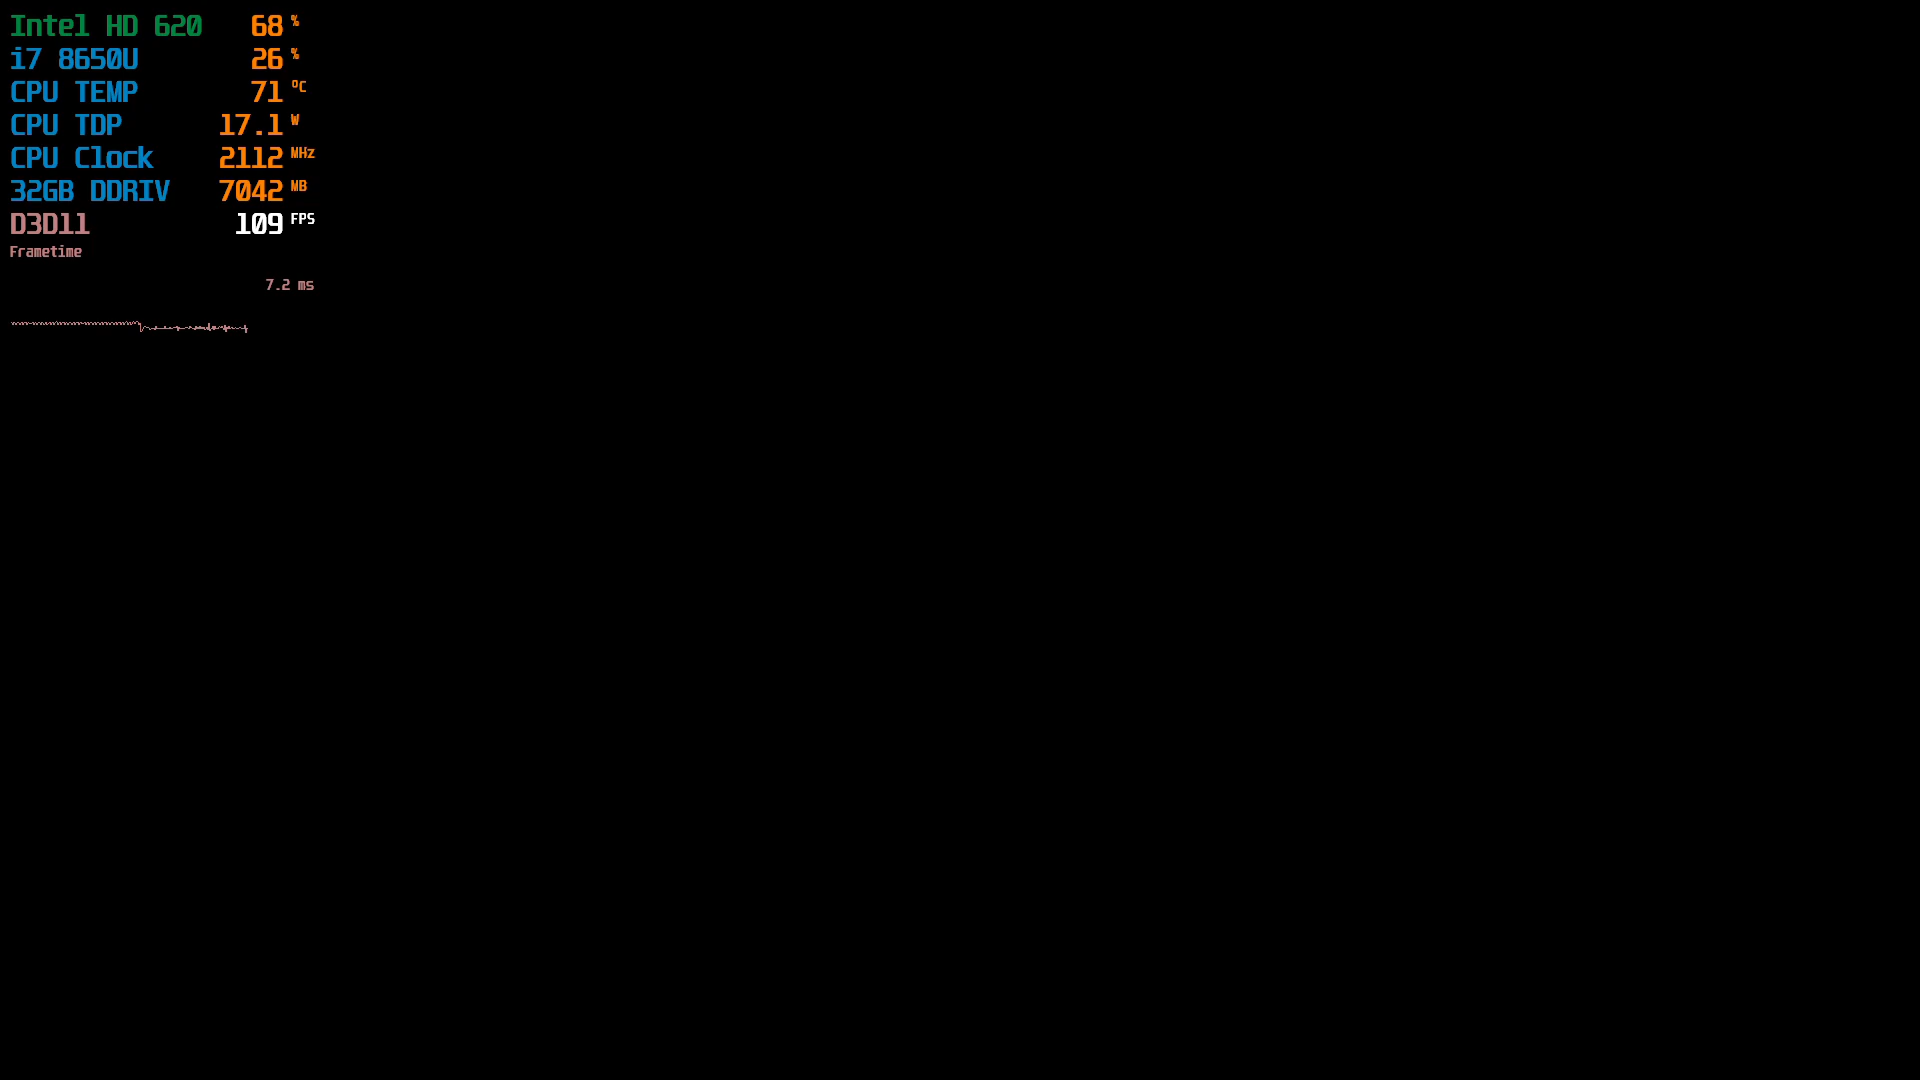 Intel HD 620 68 %
i7 8650U 26 %
CPU TEMP 71 °C
CPU TDP 17.1 W
CPU Clock 2112 MHz
32GB DDRIV 7042 MB
D3D11 109 FPS
Frametime
7.2 ms